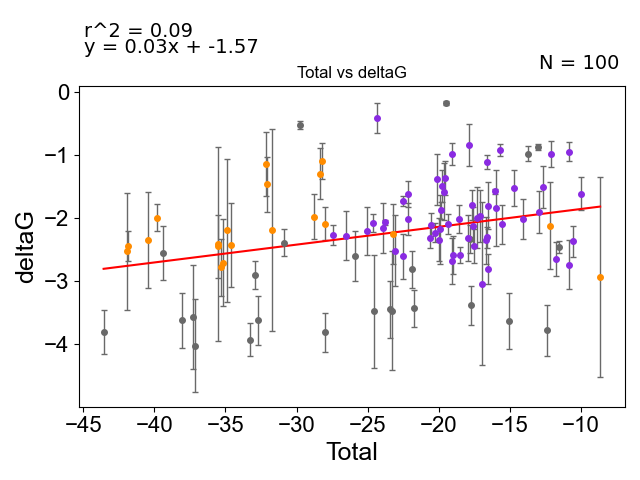 r^2 = 0.09
y = 0.03x + -1.57
N = 100
Total vs deltaG
0
−1
−2
−3
−4
deltaG
−45
−40
−35
−30
−25
−20
−15
−10
Total